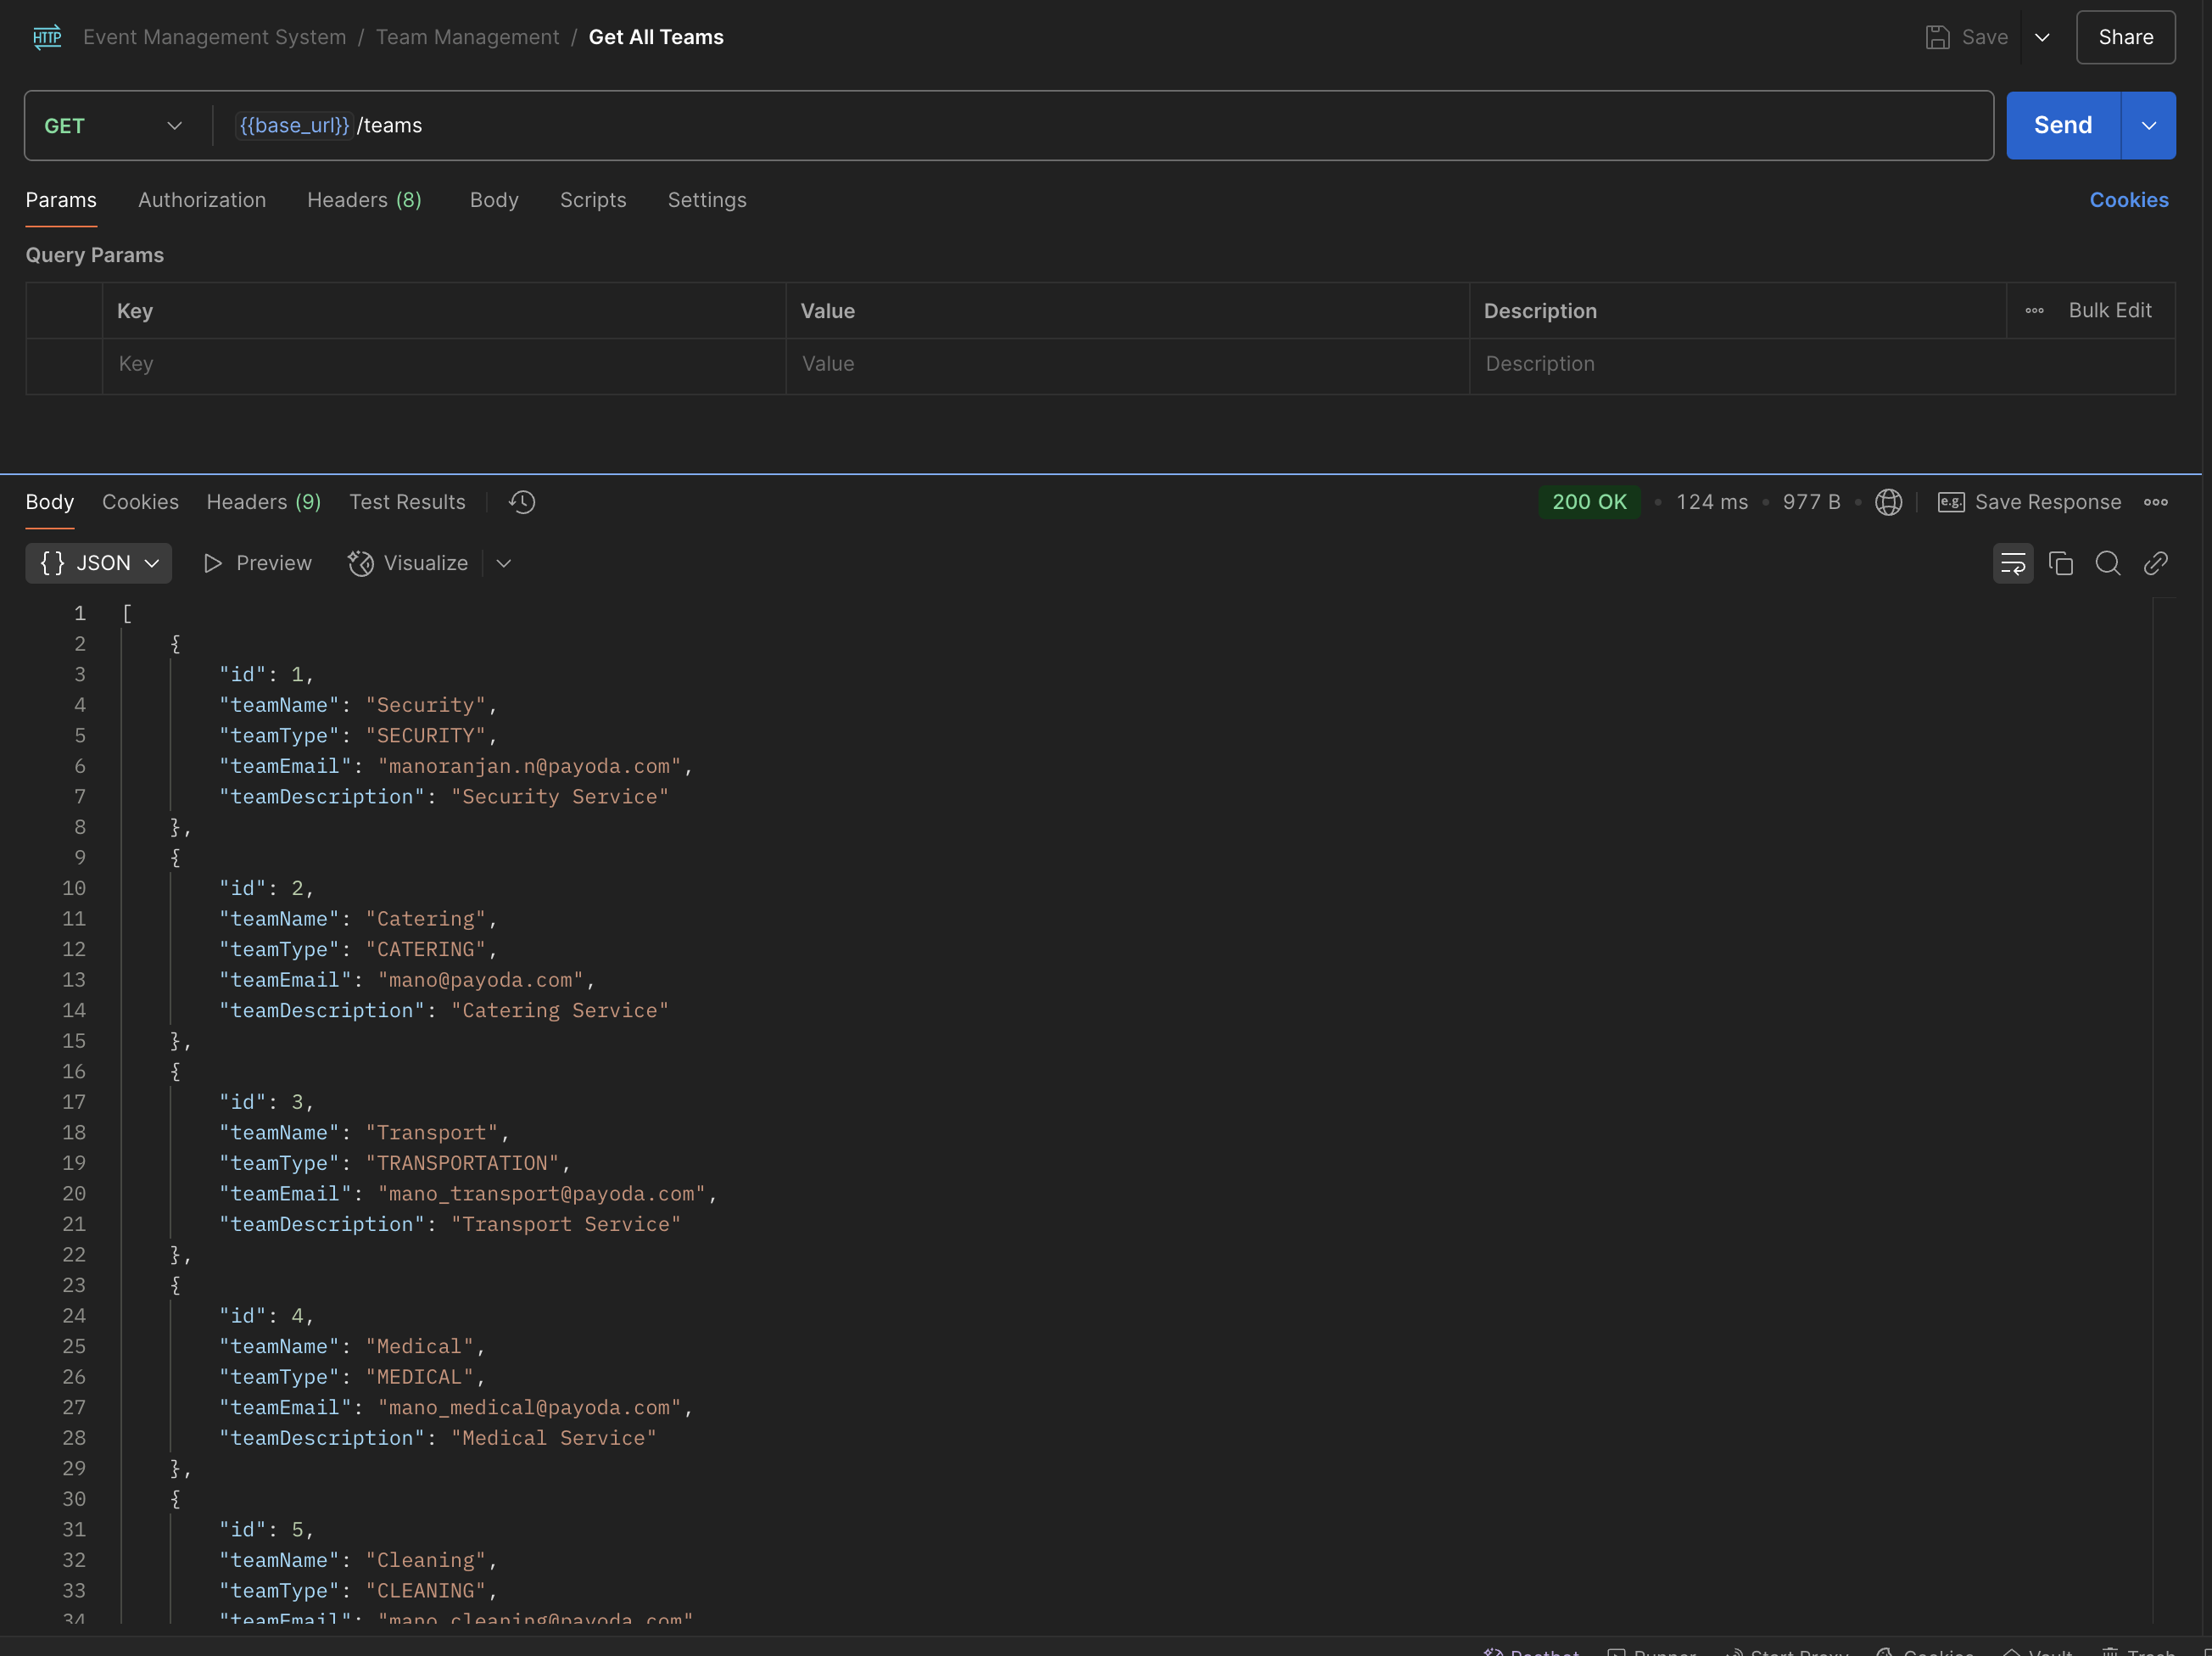 HTTP Event Management System / Team Management / Get All Teams Save Share
GET {{base_url}}/teams Send
Params Authorization Headers (8) Body Scripts Settings Cookies
Query Params
Key Value Description Bulk Edit
Key Value Description
Body Cookies Headers (9) Test Results 200 OK • 124 ms • 977 B • e.g. Save Response
{} JSON Preview Visualize
1 [
2 {
3 "id": 1,
4 "teamName": "Security",
5 "teamType": "SECURITY",
6 "teamEmail": "manoranjan.n@payoda.com",
7 "teamDescription": "Security Service"
8 },
9 {
10 "id": 2,
11 "teamName": "Catering",
12 "teamType": "CATERING",
13 "teamEmail": "mano@payoda.com",
14 "teamDescription": "Catering Service"
15 },
16 {
17 "id": 3,
18 "teamName": "Transport",
19 "teamType": "TRANSPORTATION",
20 "teamEmail": "mano_transport@payoda.com",
21 "teamDescription": "Transport Service"
22 },
23 {
24 "id": 4,
25 "teamName": "Medical",
26 "teamType": "MEDICAL",
27 "teamEmail": "mano_medical@payoda.com",
28 "teamDescription": "Medical Service"
29 },
30 {
31 "id": 5,
32 "teamName": "Cleaning",
33 "teamType": "CLEANING",
34 "teamEmail": "mano_cleaning@payoda.com"
Postbot Runner Start Proxy Cookies Vault Trash